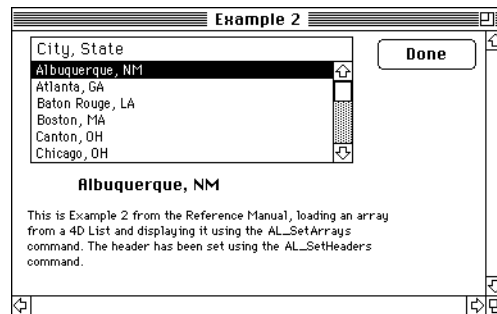 Example 2
City, State
Done
Albuquerque, NM
Atlanta, GA
Baton Rouge, LA
Boston, MA
Canton, OH
Chicago, OH
Albuquerque, NM
This is Example 2 from the Reference Manual, loading an array
from a 4D List and displaying it using the AL_SetArrays
command. The header has been set using the AL_SetHeaders
command.